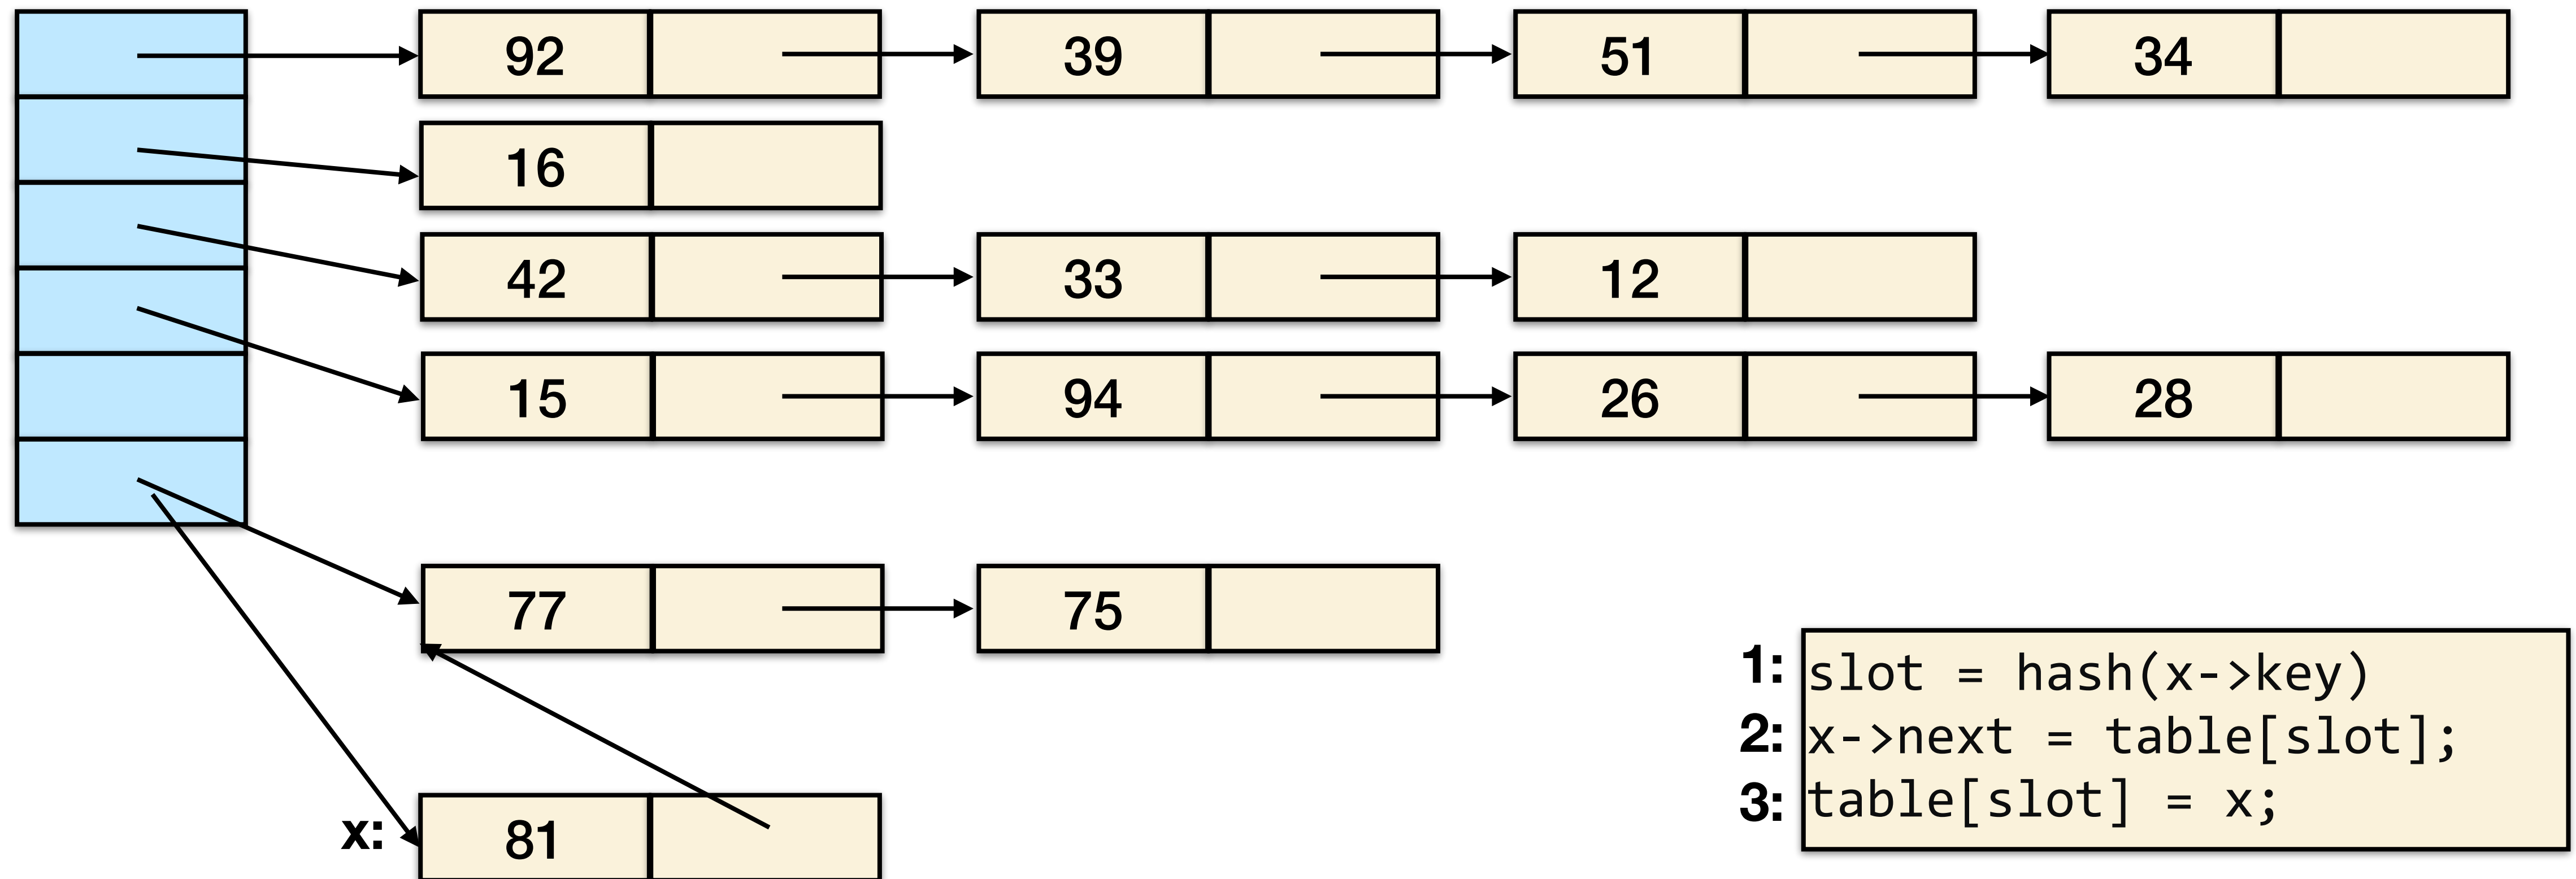 92 39 51 34
16
42 33 12
15 94 26 28
77 75
x: 81
1: slot = hash(x->key)
2: x->next = table[slot];
3: table[slot] = x;